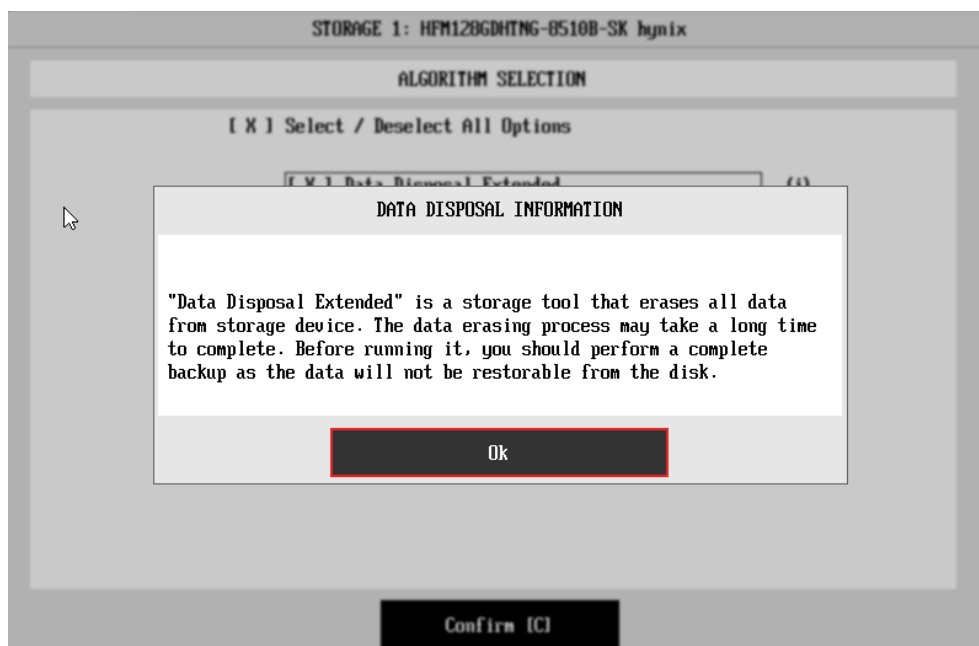 STORAGE 1: HFM128GDHTNG-8510B-SK hynix
ALGORITHM SELECTION
[ X ] Select / Deselect All Options
[ X ] Data Disposal Extended (i)
DATA DISPOSAL INFORMATION
"Data Disposal Extended" is a storage tool that erases all data
from storage device. The data erasing process may take a long time
to complete. Before running it, you should perform a complete
backup as the data will not be restorable from the disk.
Ok
Confirm [C]